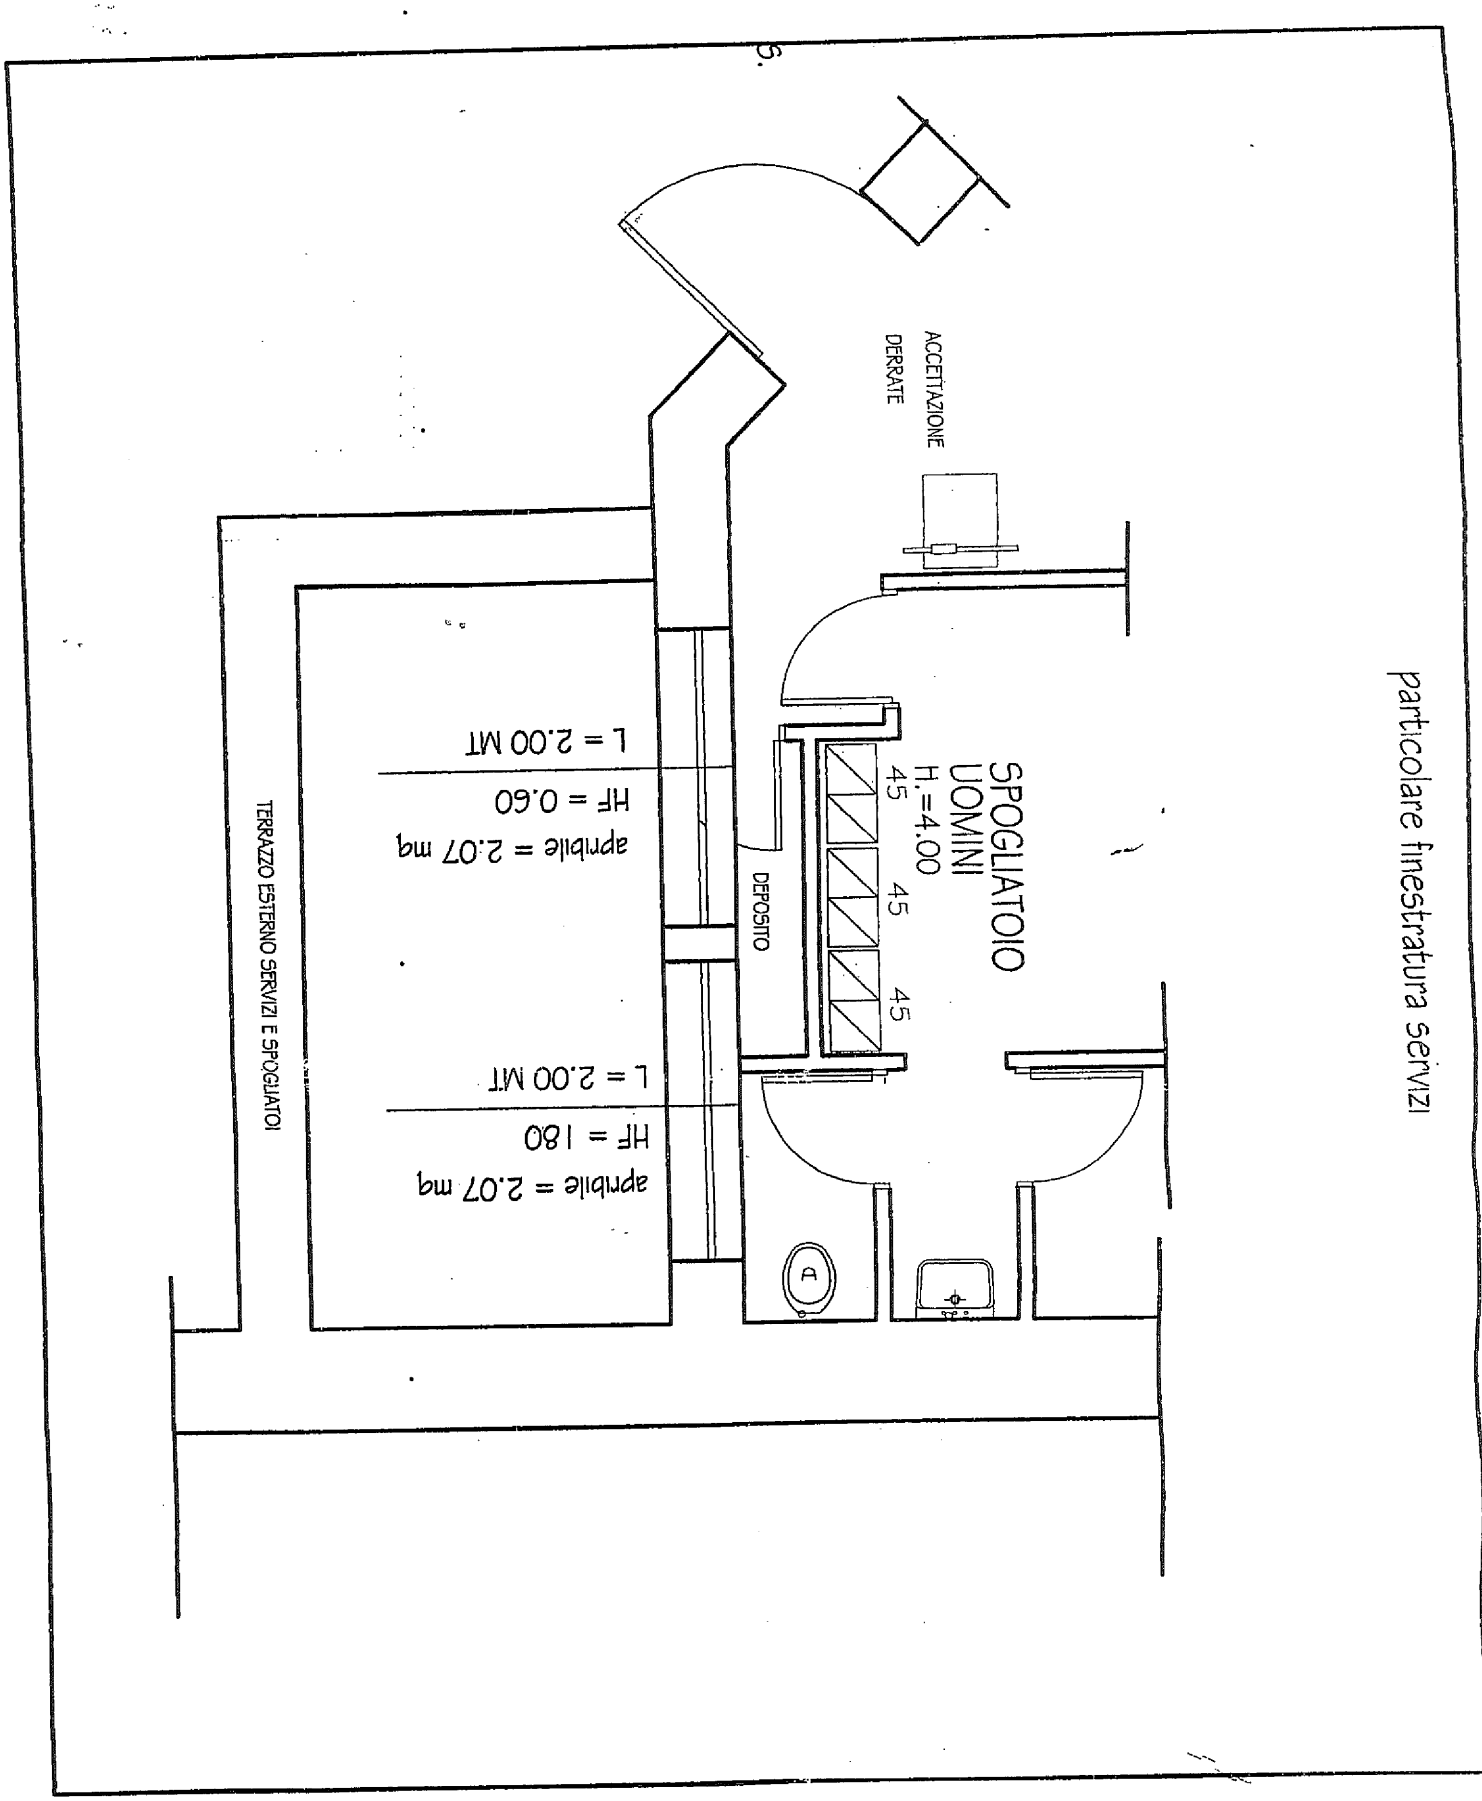 particolare finestratura servizi
ACCETTAZIONE
DERRATE
SPOGLIATOIO
UOMINI
H.=4.00
45
45
45
DEPOSITO
L = 2.00 MT
HF = 0.60
apribile = 2.07 mq
L = 2.00 MT
HF = 180
apribile = 2.07 mq
TERRAZZO ESTERNO SERVIZI E SPOGLIATOI